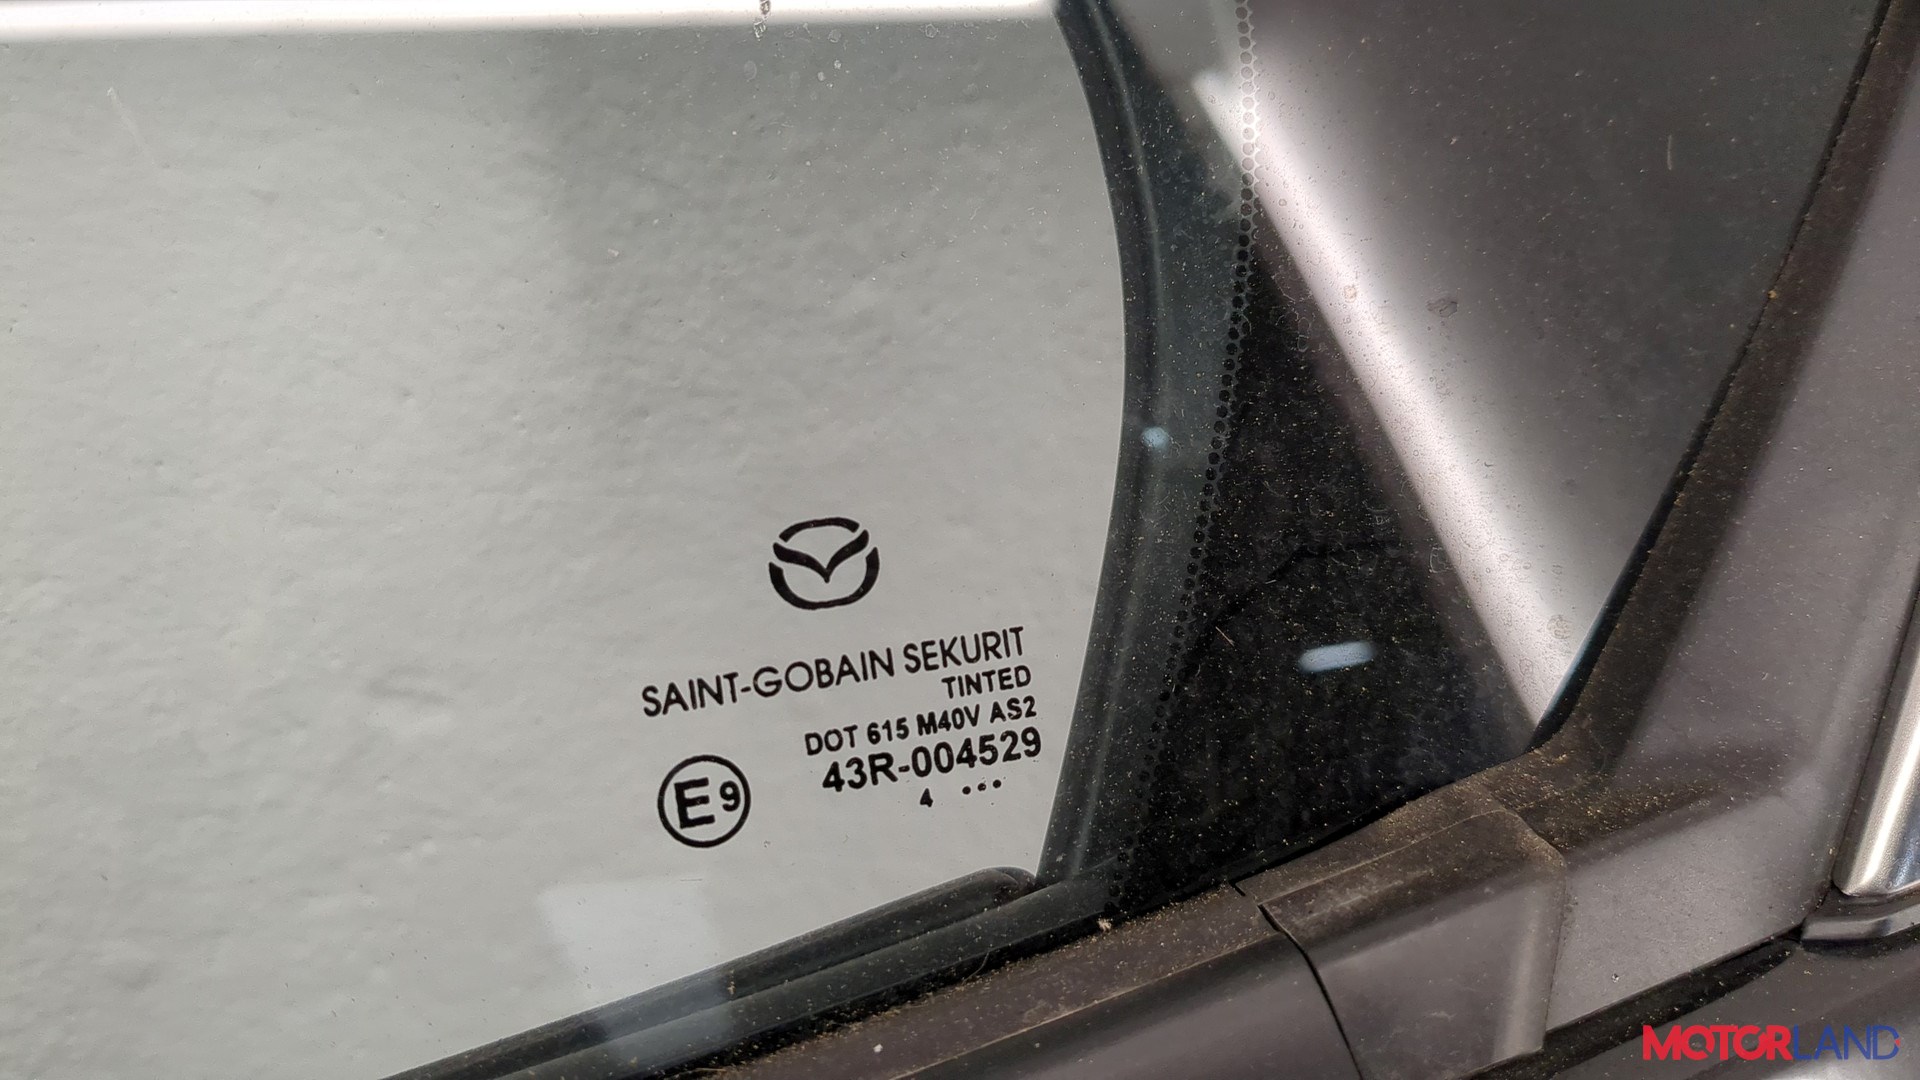 SAINT-GOBAIN SEKURIT
TINTED
DOT 615 M40V AS2
43R-004529
4 •••
E9
MOTORLAND